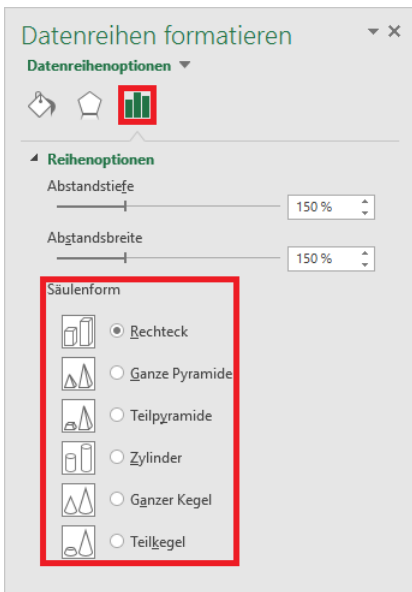 Datenreihen formatieren
Datenreihenoptionen
Reihenoptionen
Abstandstiefe
150 %
Abstandsbreite
150 %
Säulenform
Rechteck
Ganze Pyramide
Teilpyramide
Zylinder
Ganzer Kegel
Teilkegel